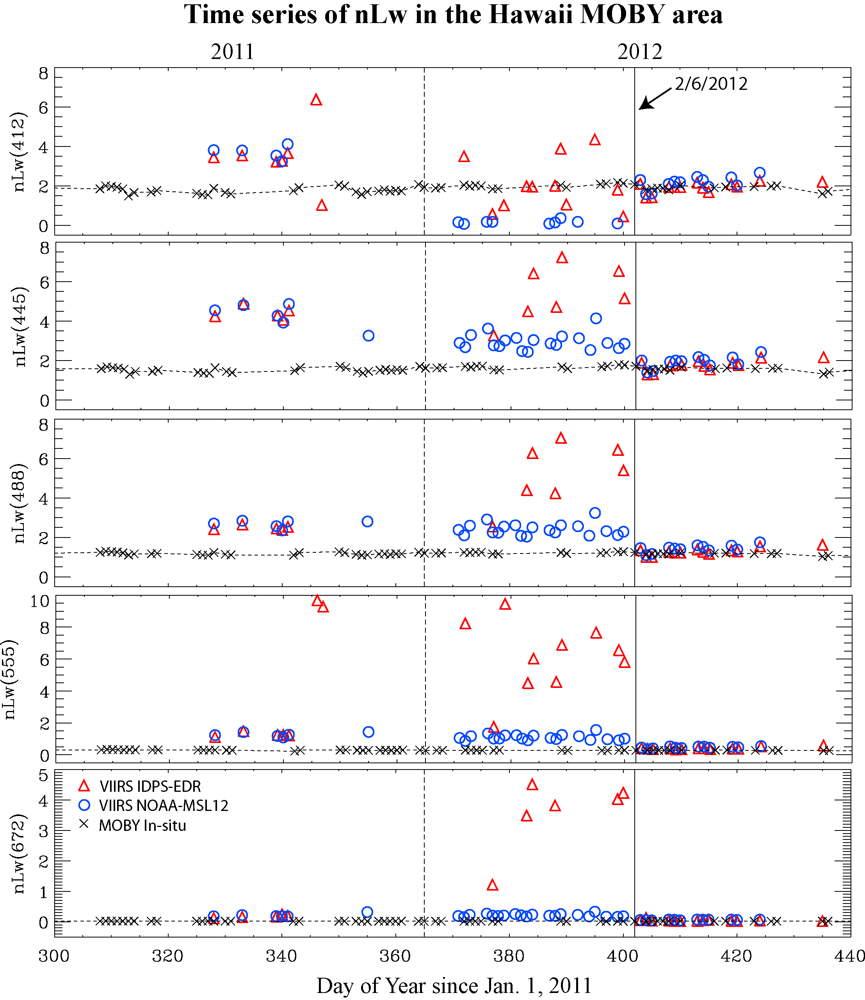 Time series of nLw in the Hawaii MOBY area
2011 2012
8
6
4
2
0
nLw(412)
2/6/2012
8
6
4
2
0
nLw(445)
8
6
4
2
0
nLw(488)
10
8
6
4
2
0
nLw(555)
5
4
3
2
1
0
nLw(672)
VIIRS IDPS-EDR
VIIRS NOAA-MSL12
MOBY In-situ
300 320 340 360 380 400 420 440
Day of Year since Jan. 1, 2011